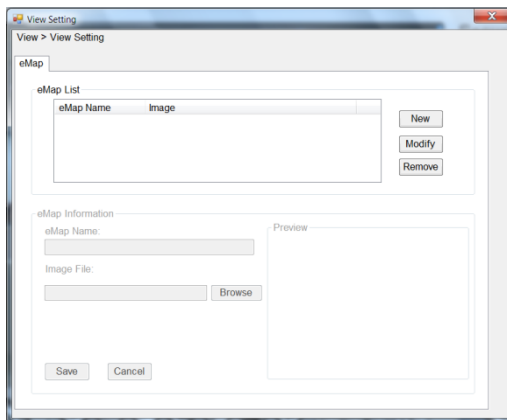 View Setting
View > View Setting
eMap
eMap List
eMap Name Image
New
Modify
Remove
eMap Information
eMap Name:
Preview
Image File:
Browse
Save Cancel